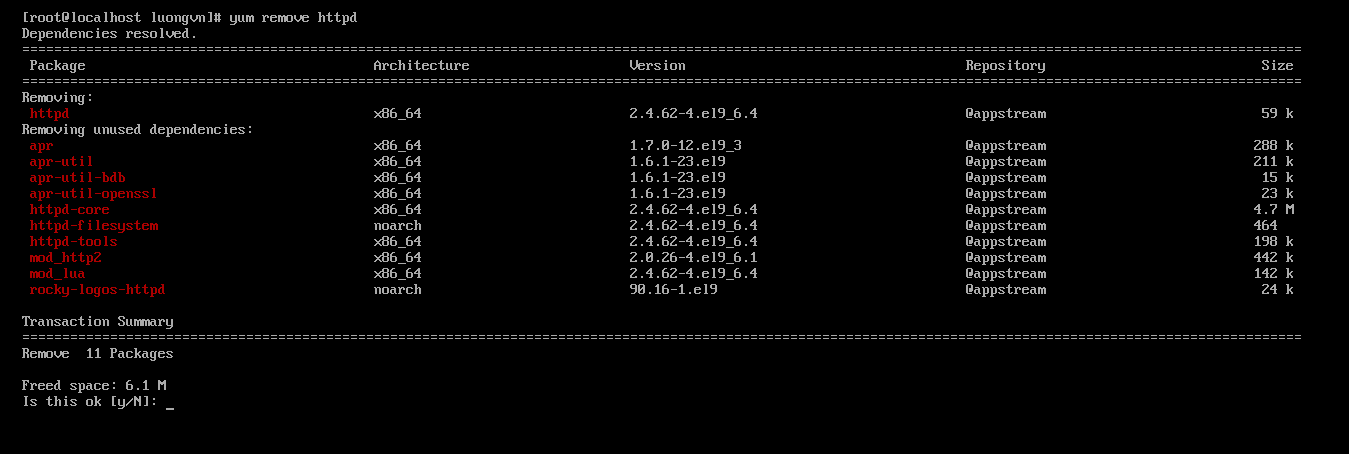 [root@localhost luongvn]# yum remove httpd
Dependencies resolved.
================================================================================================================================================================
Package Architecture Version Repository Size
================================================================================================================================================================
Removing:
httpd x86_64 2.4.62-4.el9_6.4 @appstream 59 k
Removing unused dependencies:
apr x86_64 1.7.0-12.el9_3 @appstream 288 k
apr-util x86_64 1.6.1-23.el9 @appstream 211 k
apr-util-bdb x86_64 1.6.1-23.el9 @appstream 15 k
apr-util-openssl x86_64 1.6.1-23.el9 @appstream 23 k
httpd-core x86_64 2.4.62-4.el9_6.4 @appstream 4.7 M
httpd-filesystem noarch 2.4.62-4.el9_6.4 @appstream 464
httpd-tools x86_64 2.4.62-4.el9_6.4 @appstream 198 k
mod_http2 x86_64 2.0.26-4.el9_6.1 @appstream 442 k
mod_lua x86_64 2.4.62-4.el9_6.4 @appstream 142 k
rocky-logos-httpd noarch 90.16-1.el9 @appstream 24 k
Transaction Summary
================================================================================================================================================================
Remove 11 Packages
Freed space: 6.1 M
Is this ok [y/N]: _